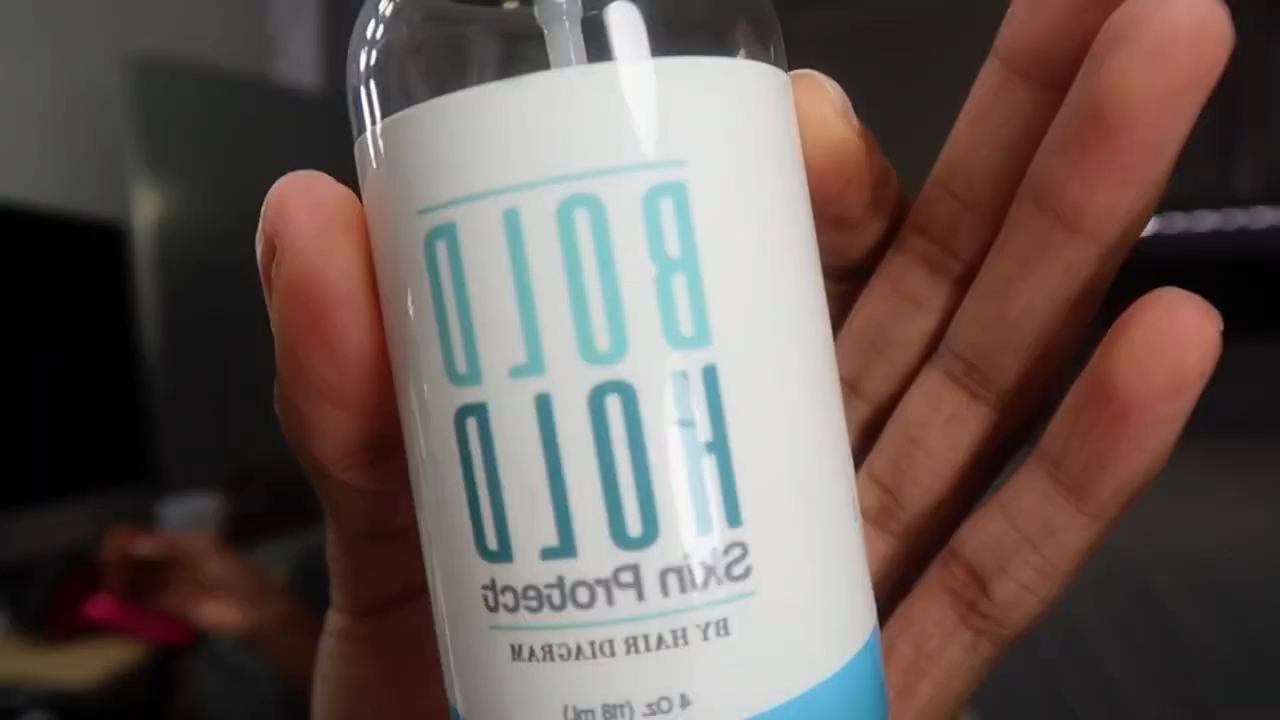 BOLD
HOLD
Skin Protect
BY HAIR DIAGRAM
4 Oz. (118 mL)